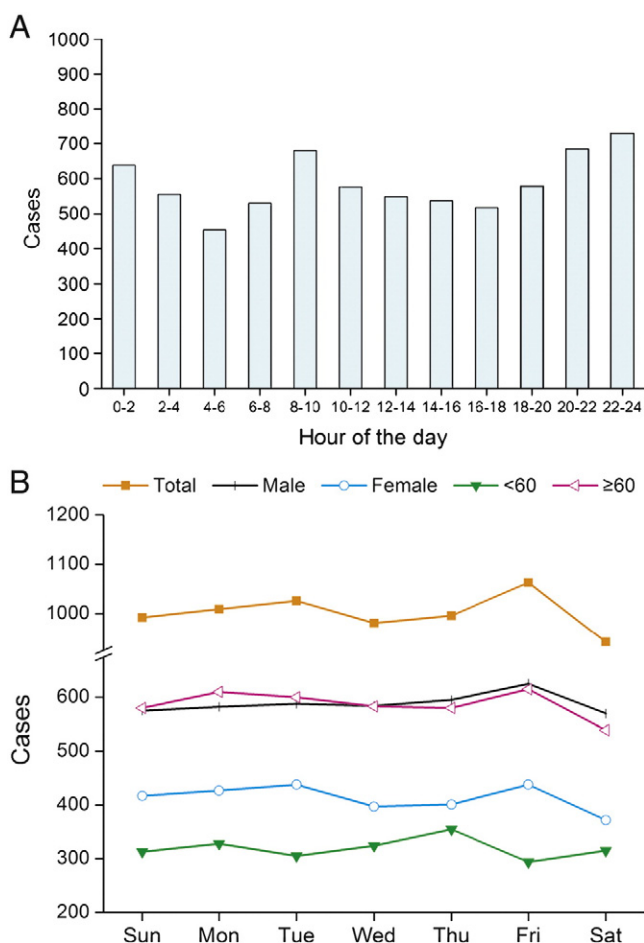 A
1000
900
800
700
600
500
400
300
200
100
0
Cases
0-2 2-4 4-6 6-8 8-10 10-12 12-14 14-16 16-18 18-20 20-22 22-24
Hour of the day
B
Total Male Female <60 ≥60
1200
1100
1000
600
500
400
300
200
Cases
Sun Mon Tue Wed Thu Fri Sat